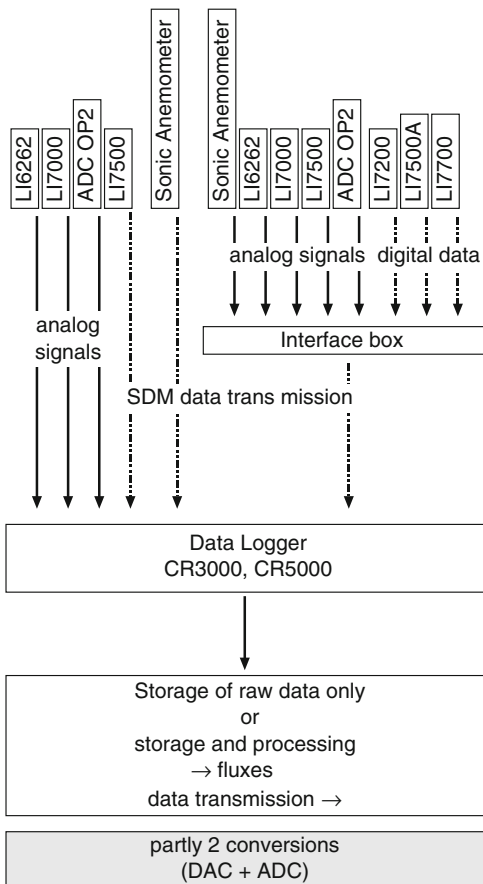 LI6262
LI7000
ADC OP2
LI7500
Sonic Anemometer
Sonic Anemometer
LI6262
LI7000
LI7500
ADC OP2
LI7200
LI7500A
LI7700
analog signals
digital data
analog
signals
Interface box
SDM data trans mission
Data Logger
CR3000, CR5000
Storage of raw data only
or
storage and processing
→ fluxes
data transmission →
partly 2 conversions
(DAC + ADC)